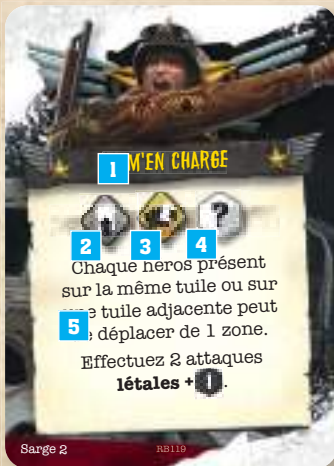 1 M'EN CHARGE
2 3 4 ?
Chaque héros présent
sur la même tuile ou sur
tuile adjacente peut
5 déplacer de 1 zone.
Effectuez 2 attaques
létales + .
Sarge 2 RB119